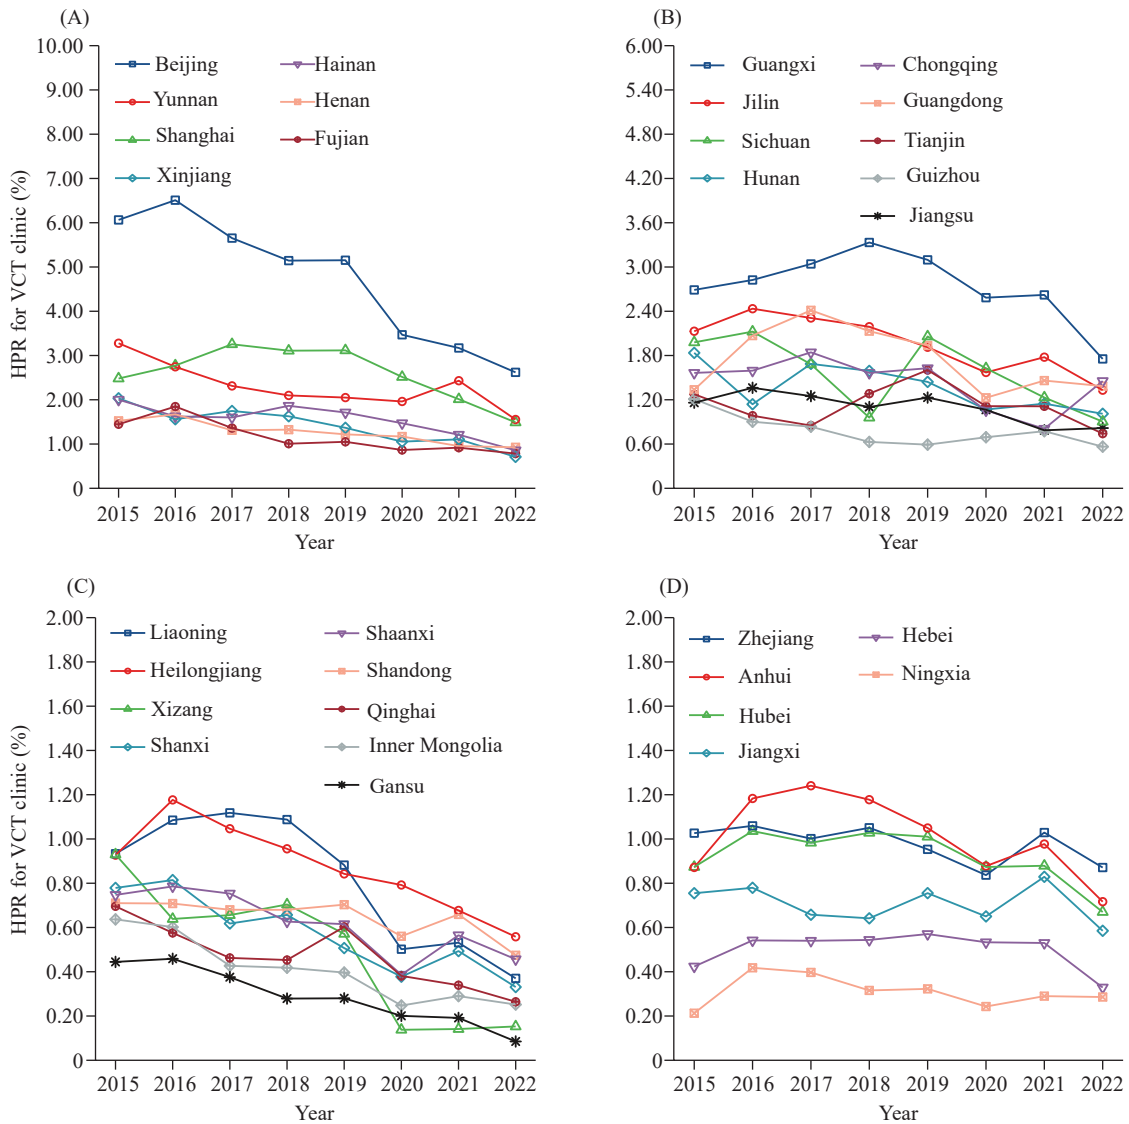 (A)
HPR for VCT clinic (%)
10.00
9.00
8.00
7.00
6.00
5.00
4.00
3.00
2.00
1.00
0
Beijing
Yunnan
Shanghai
Xinjiang
Hainan
Henan
Fujian
2015 2016 2017 2018 2019 2020 2021 2022
Year
(B)
HPR for VCT clinic (%)
6.00
5.40
4.80
4.20
3.60
3.00
2.40
1.80
1.20
0.60
0
Guangxi
Jilin
Sichuan
Hunan
Chongqing
Guangdong
Tianjin
Guizhou
Jiangsu
2015 2016 2017 2018 2019 2020 2021 2022
Year
(C)
HPR for VCT clinic (%)
2.00
1.80
1.60
1.40
1.20
1.00
0.80
0.60
0.40
0.20
0
Liaoning
Heilongjiang
Xizang
Shanxi
Shaanxi
Shandong
Qinghai
Inner Mongolia
Gansu
2015 2016 2017 2018 2019 2020 2021 2022
Year
(D)
HPR for VCT clinic (%)
2.00
1.80
1.60
1.40
1.20
1.00
0.80
0.60
0.40
0.20
0
Zhejiang
Anhui
Hubei
Jiangxi
Hebei
Ningxia
2015 2016 2017 2018 2019 2020 2021 2022
Year